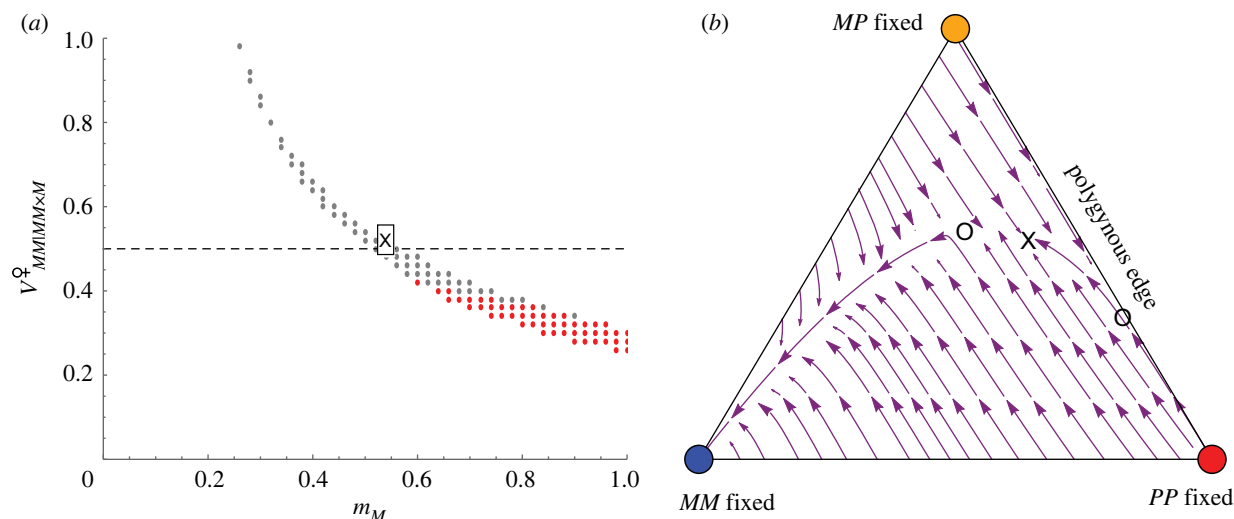 (a)
1.0
0.8
0.6
0.4
0.2
0
0.2
0.4
0.6
0.8
1.0
V♀MM|MM×M
m_M
X
(b)
MP fixed
polygynous edge
O
X
O
MM fixed
PP fixed